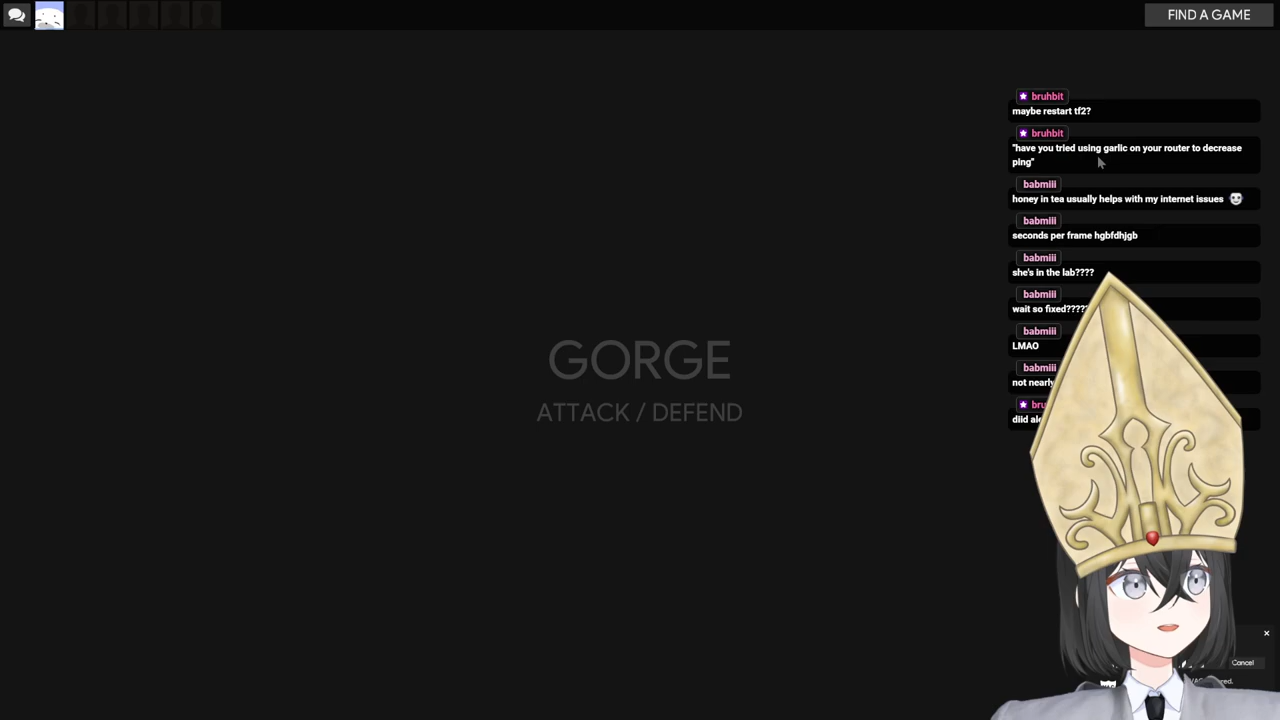 FIND A GAME
bruhbit
maybe restart tf2?
bruhbit
"have you tried using garlic on your router to decrease
ping"
babmiii
honey in tea usually helps with my internet issues
babmiii
seconds per frame hgbfdhjgb
babmiii
she's in the lab????
babmiii
wait so fixed????
babmiii
LMAO
babmiii
not nearly
diid
GORGE
ATTACK / DEFEND
Cancel